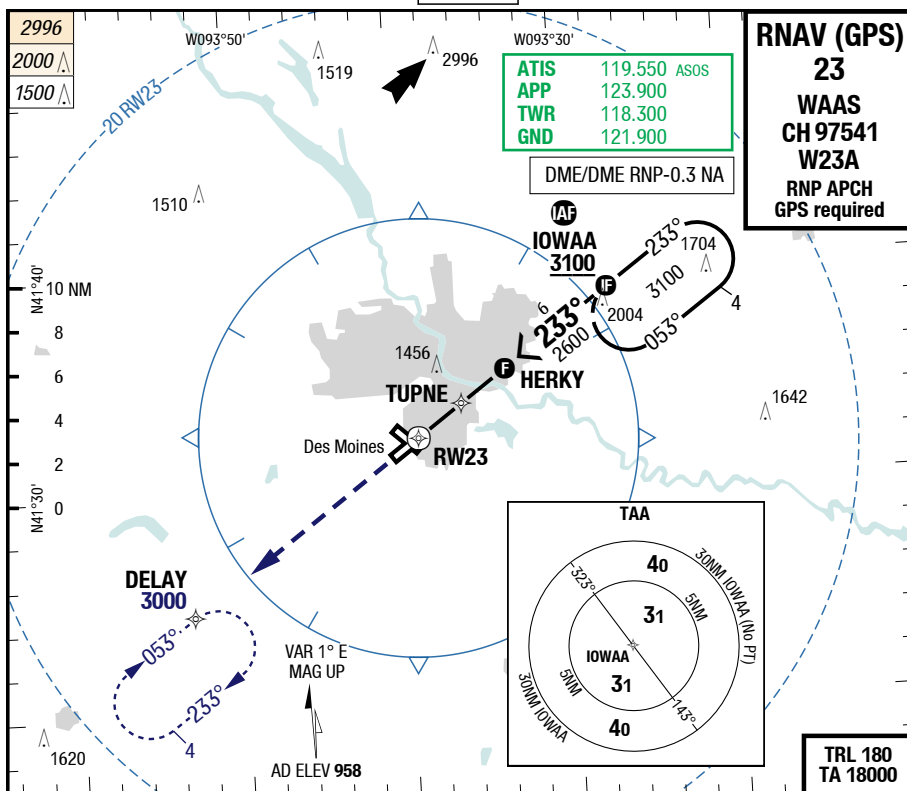 2996
2000
1500
W093°50'
W093°30'
1519
2996
20 RW23
ATIS 119.550 ASOS
APP 123.900
TWR 118.300
GND 121.900
RNAV (GPS)
23
WAAS
CH 97541
W23A
RNP APCH
GPS required
DME/DME RNP-0.3 NA
1510
IAF
IOWAA
3100
233°
1704
3100
IF
2004
053°
4
N41°40'
10 NM
8
6
4
2
0
N41°30'
6
233°
2600
1456
F
HERKY
TUPNE
1642
Des Moines
RW23
DELAY
3000
053°
233°
4
1620
VAR 1° E
MAG UP
AD ELEV 958
TAA
40
323°
30NM IOWAA (No PT)
5NM
31
IOWAA
31
5NM
143°
30NM IOWAA
40
TRL 180
TA 18000